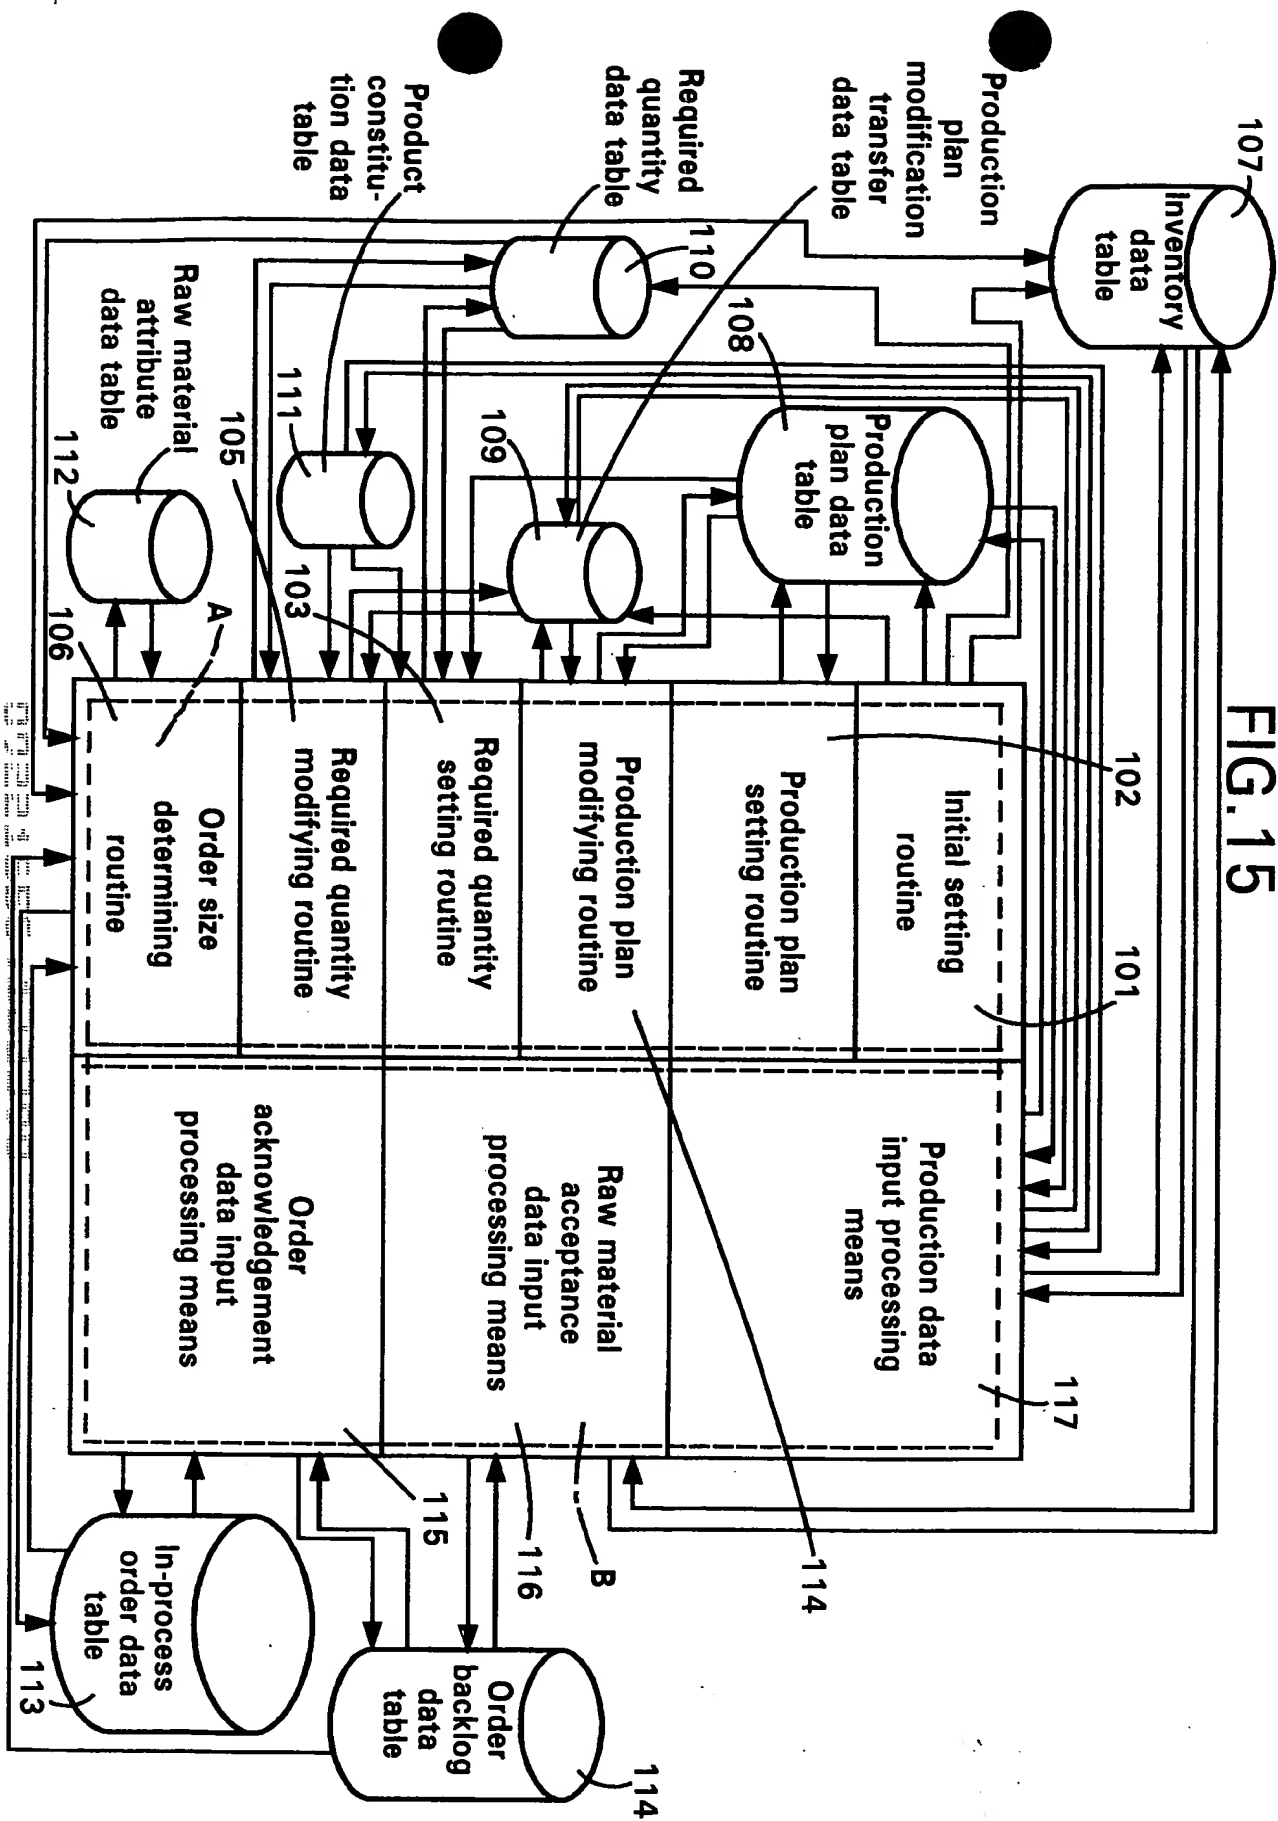 FIG.15
107
Inventory
data
table
Production
plan
modification
plan
transfer
data table
Required
quantity
data table
Product
constitu-
tion data
table
Raw material
attribute
data table
110
108
Production
plan data
table
109
111
112
105
103
106
A
102
101
Initial setting
routine
Production plan
setting routine
Production plan
modifying routine
Required quantity
setting routine
Required quantity
modifying routine
Order size
determining
routine
Production data
input processing
means
Raw material
acceptance
data input
processing means
Order
acknowledgement
data input
processing means
117
114
B
116
115
In-process
order data
table
113
Order
backlog
data
table
114